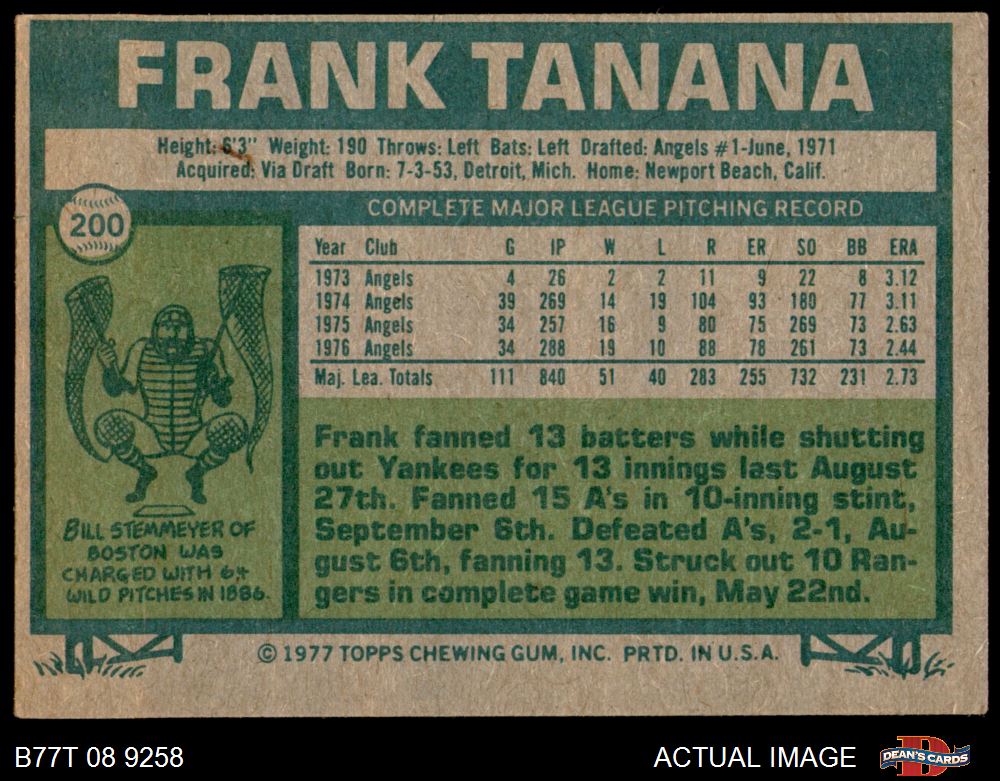 FRANK TANANA
Height: 6'3" Weight: 190 Throws: Left Bats: Left Drafted: Angels #1-June, 1971
Acquired: Via Draft Born: 7-3-53, Detroit, Mich. Home: Newport Beach, Calif.
200
COMPLETE MAJOR LEAGUE PITCHING RECORD
Year Club G IP W L R ER SO BB ERA
1973 Angels 4 26 2 2 11 9 22 8 3.12
1974 Angels 39 269 14 19 104 93 180 77 3.11
1975 Angels 34 257 16 9 80 75 269 73 2.63
1976 Angels 34 288 19 10 88 78 261 73 2.44
Maj. Lea. Totals 111 840 51 40 283 255 732 231 2.73
BILL STEMMEYER OF
BOSTON WAS
CHARGED WITH 64
WILD PITCHES IN 1886.
Frank fanned 13 batters while shutting
out Yankees for 13 innings last August
27th. Fanned 15 A's in 10-inning stint,
September 6th. Defeated A's, 2-1, Au-
gust 6th, fanning 13. Struck out 10 Ran-
gers in complete game win, May 22nd.
© 1977 TOPPS CHEWING GUM, INC. PRTD. IN U.S.A.
B77T 08 9258
ACTUAL IMAGE
DEAN'S CARDS